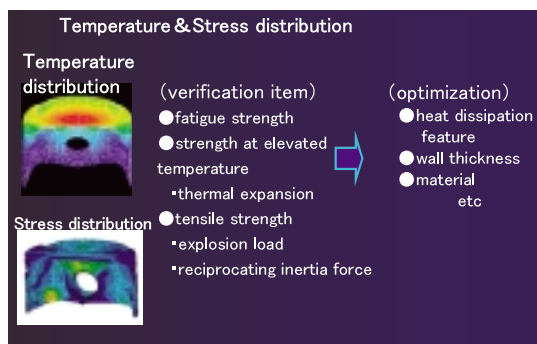 Temperature＆Stress distribution
Temperature
distribution
Stress distribution
（verification item）
●fatigue strength
●strength at elevated
temperature
・thermal expansion
●tensile strength
・explosion load
・reciprocating inertia force
（optimization）
●heat dissipation
feature
●wall thickness
●material
etc